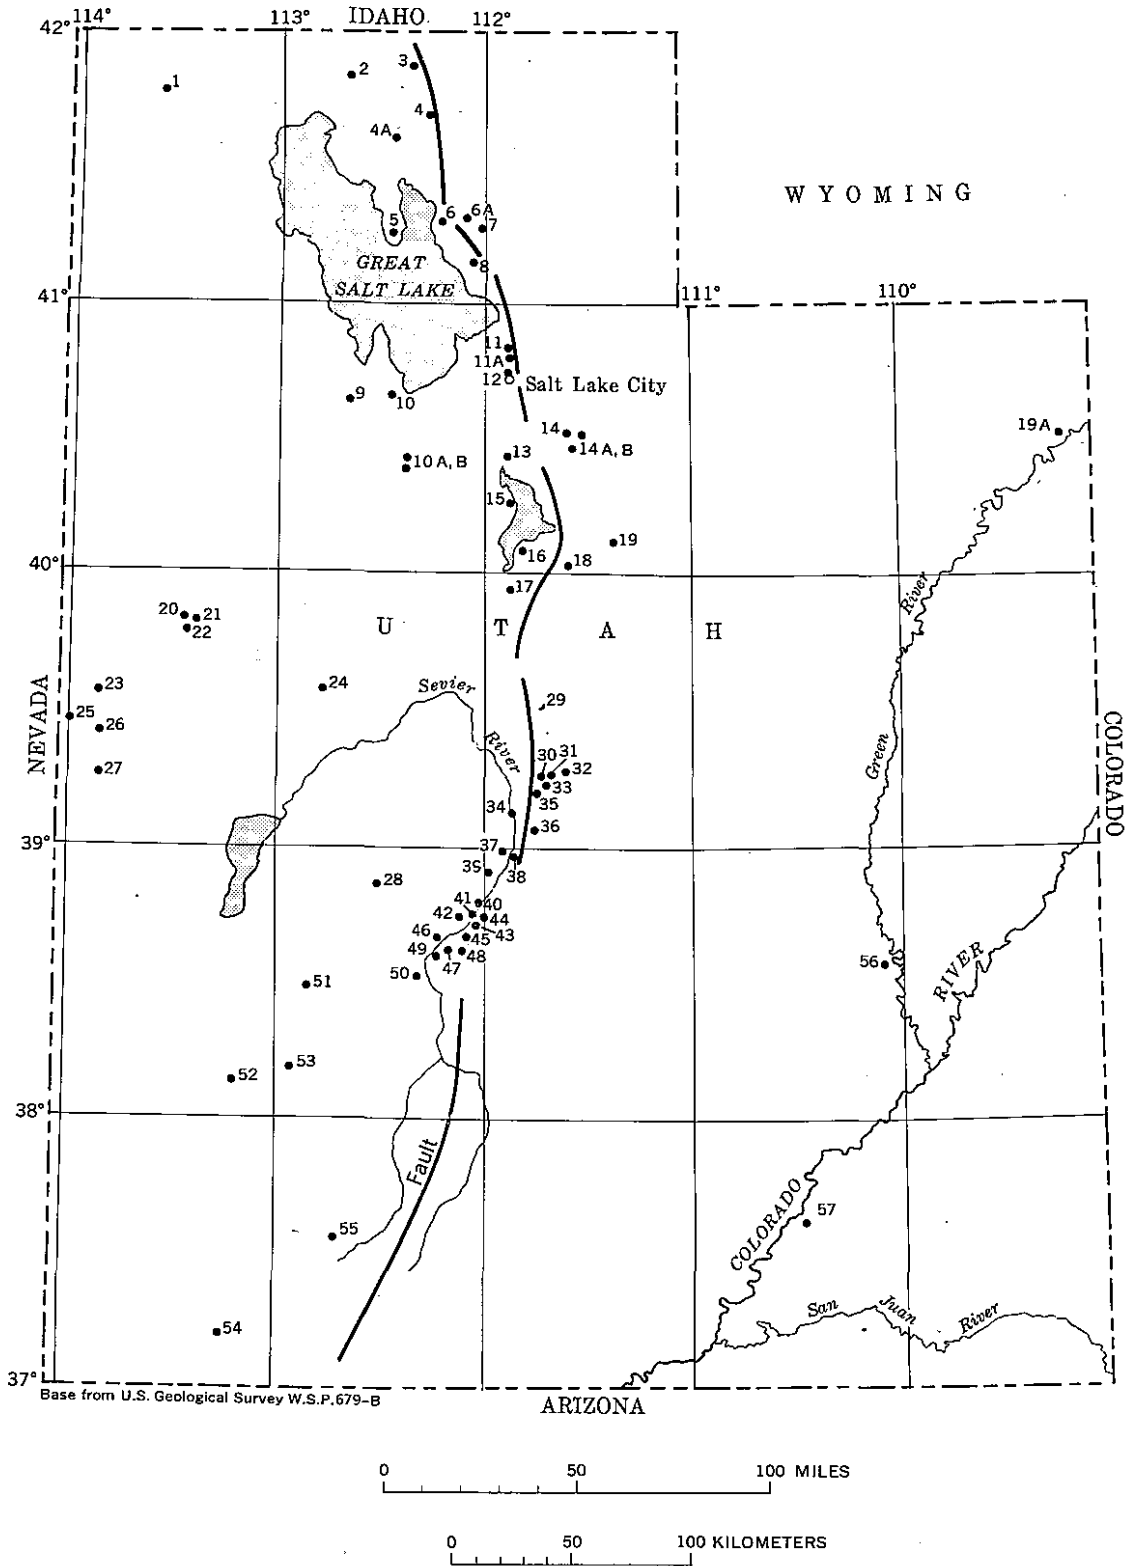 114° 113° IDAHO. 112°
42°
1
2
3
4
4A
5
6
6A
7
8
GREAT
SALT LAKE
WYOMING
41°
111°
110°
11
11A
12
Salt Lake City
9
10
14
14 A, B
19A
13
10 A, B
15
16
19
18
40°
17
20
21
22
UTAH
River
23
24
Sevier
25
26
27
29
NEVADA
River
30
31
32
33
34
35
36
Green
COLORADO
39°
37
38
39
28
40
41
42
44
43
45
46
49
47
48
50
51
56
RIVER
53
52
38°
Fault
57
COLORADO
55
54
San Juan River
37°
Base from U.S. Geological Survey W.S.P.679-B
ARIZONA
0 50 100 MILES
0 50 100 KILOMETERS